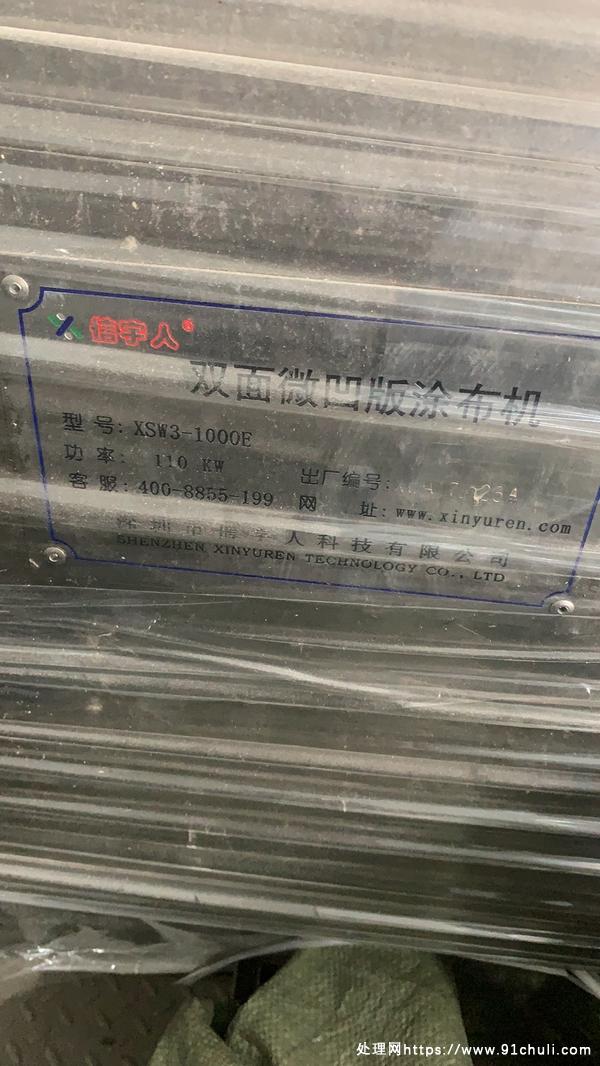 信宇人®
双面微凹版涂布机
型号: XSW3-1000E
功率: 110 KW
出厂编号:
客服: 400-8855-199 网 址: www.xinyuren.com
深圳市信宇人科技有限公司
SHENZHEN XINYUREN TECHNOLOGY CO., LTD
处理网https://www.91chuli.com